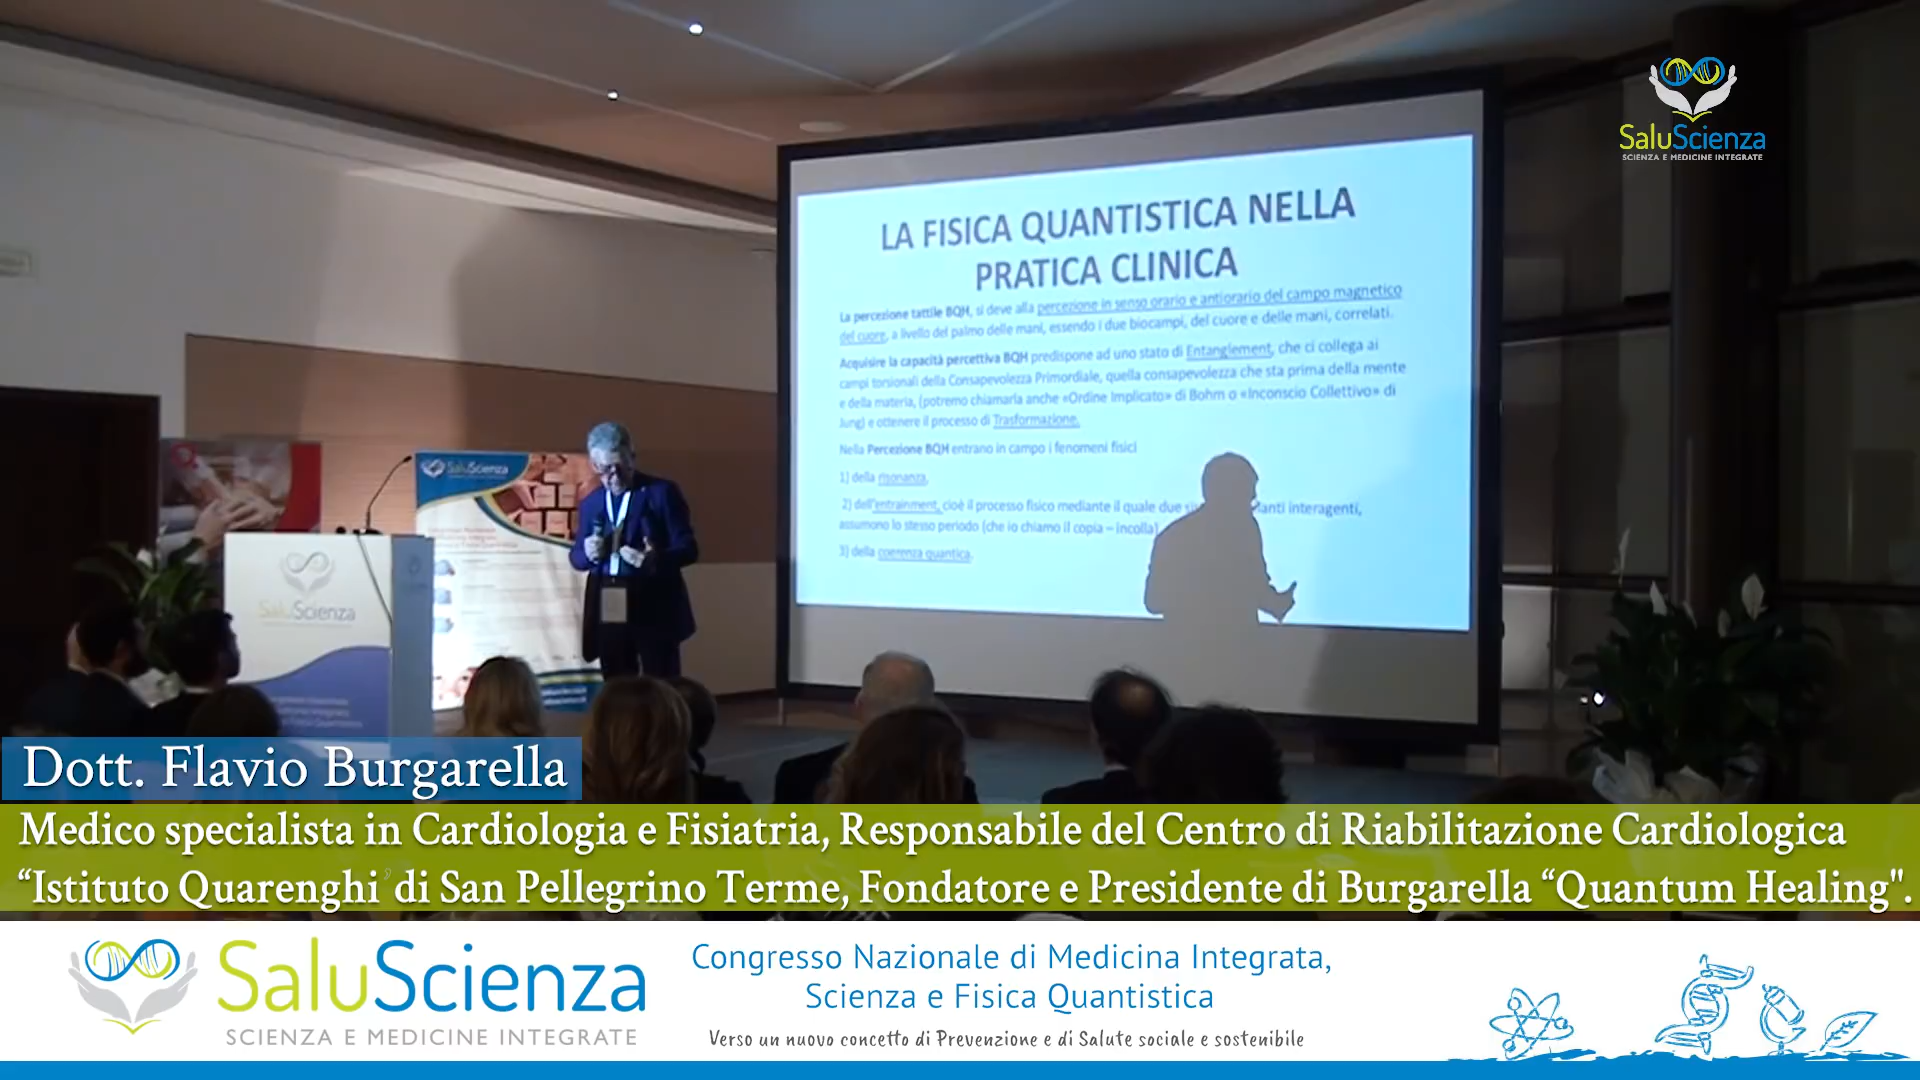 SaluScienza
SCIENZA E MEDICINE INTEGRATE
LA FISICA QUANTISTICA NELLA
PRATICA CLINICA
La percezione tattile BQH, si deve alla percezione in senso orario e antiorario del campo magnetico
del cuore, a livello del palmo delle mani, essendo i due biocampi, del cuore e delle mani, correlati.
Acquisire la capacità percettiva BQH predispone ad uno stato di Entanglement, che ci collega ai
campi torsionali della Consapevolezza Primordiale, quella consapevolezza che sta prima della mente
e della materia, (potremo chiamarla anche «Ordine Implicato» di Bohm o «Inconscio Collettivo» di
Jung) e ottenere il processo di Trasformazione.
Nella Percezione BQH entrano in campo i fenomeni fisici
1) della risonanza,
2) dell'entrainment, cioè il processo fisico mediante il quale due interagenti,
assumono lo stesso periodo (che io chiamo il copia – incolla)
3) della coerenza quantica.
SaluScienza
SaluScienza
Dott. Flavio Burgarella
Medico specialista in Cardiologia e Fisiatria, Responsabile del Centro di Riabilitazione Cardiologica
“Istituto Quarenghi” di San Pellegrino Terme, Fondatore e Presidente di Burgarella “Quantum Healing".
SaluScienza
SCIENZA E MEDICINE INTEGRATE
Congresso Nazionale di Medicina Integrata,
Scienza e Fisica Quantistica
Verso un nuovo concetto di Prevenzione e di Salute sociale e sostenibile